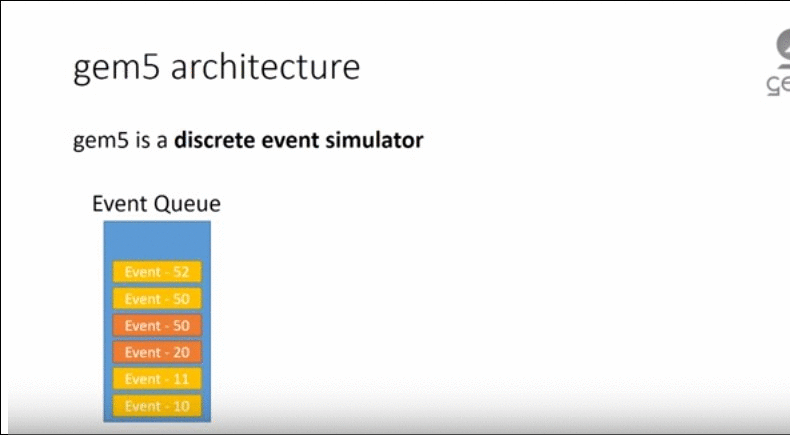 gem5 architecture
gem5 is a discrete event simulator
Event Queue
Event - 52
Event - 50
Event - 50
Event - 20
Event - 11
Event - 10